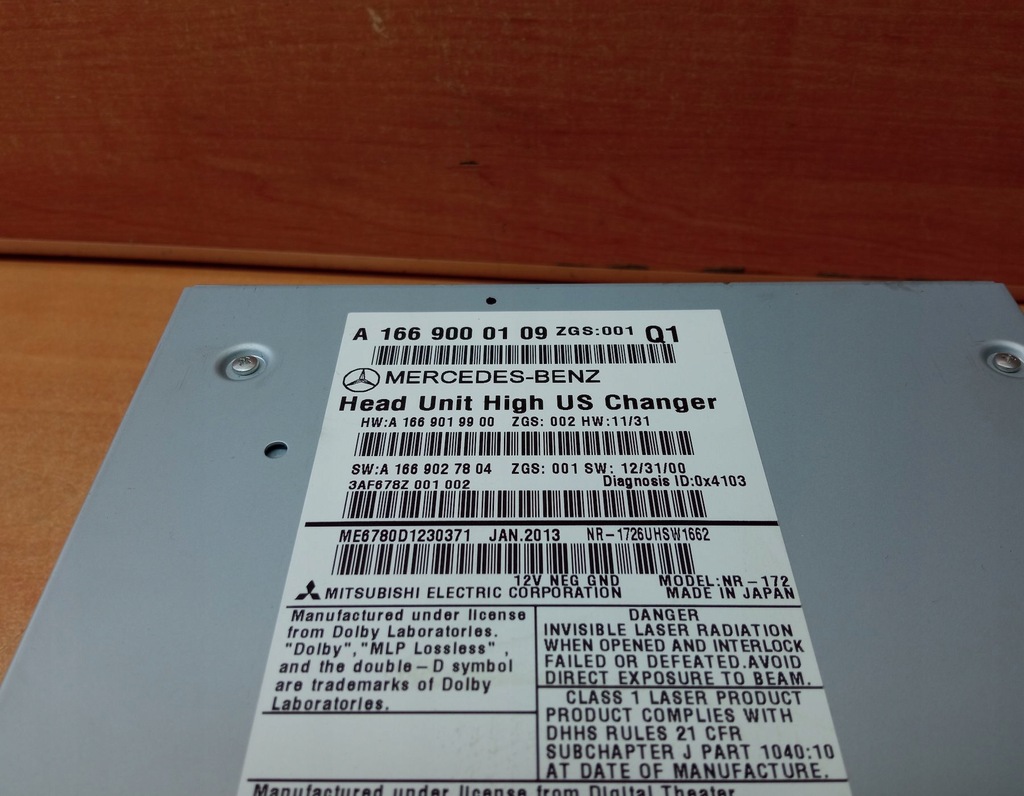 A 166 900 01 09 ZGS:001 Q1
MERCEDES-BENZ
Head Unit High US Changer
HW:A 166 901 99 00 ZGS: 002 HW:11/31
SW:A 166 902 78 04 ZGS: 001 SW: 12/31/00
3AF678Z 001 002 Diagnosis ID:0x4103
ME6780D1230371 JAN.2013 NR-1726UHSW1662
12V NEG GND MODEL:NR-172
MITSUBISHI ELECTRIC CORPORATION MADE IN JAPAN
Manufactured under license
from Dolby Laboratories.
"Dolby","MLP Lossless",
and the double-D symbol
are trademarks of Dolby
Laboratories.
DANGER
INVISIBLE LASER RADIATION
WHEN OPENED AND INTERLOCK
FAILED OR DEFEATED.AVOID
DIRECT EXPOSURE TO BEAM.
CLASS 1 LASER PRODUCT
PRODUCT COMPLIES WITH
DHHS RULES 21 CFR
SUBCHAPTER J PART 1040:10
AT DATE OF MANUFACTURE.
Manufactured under license from Digital Theater